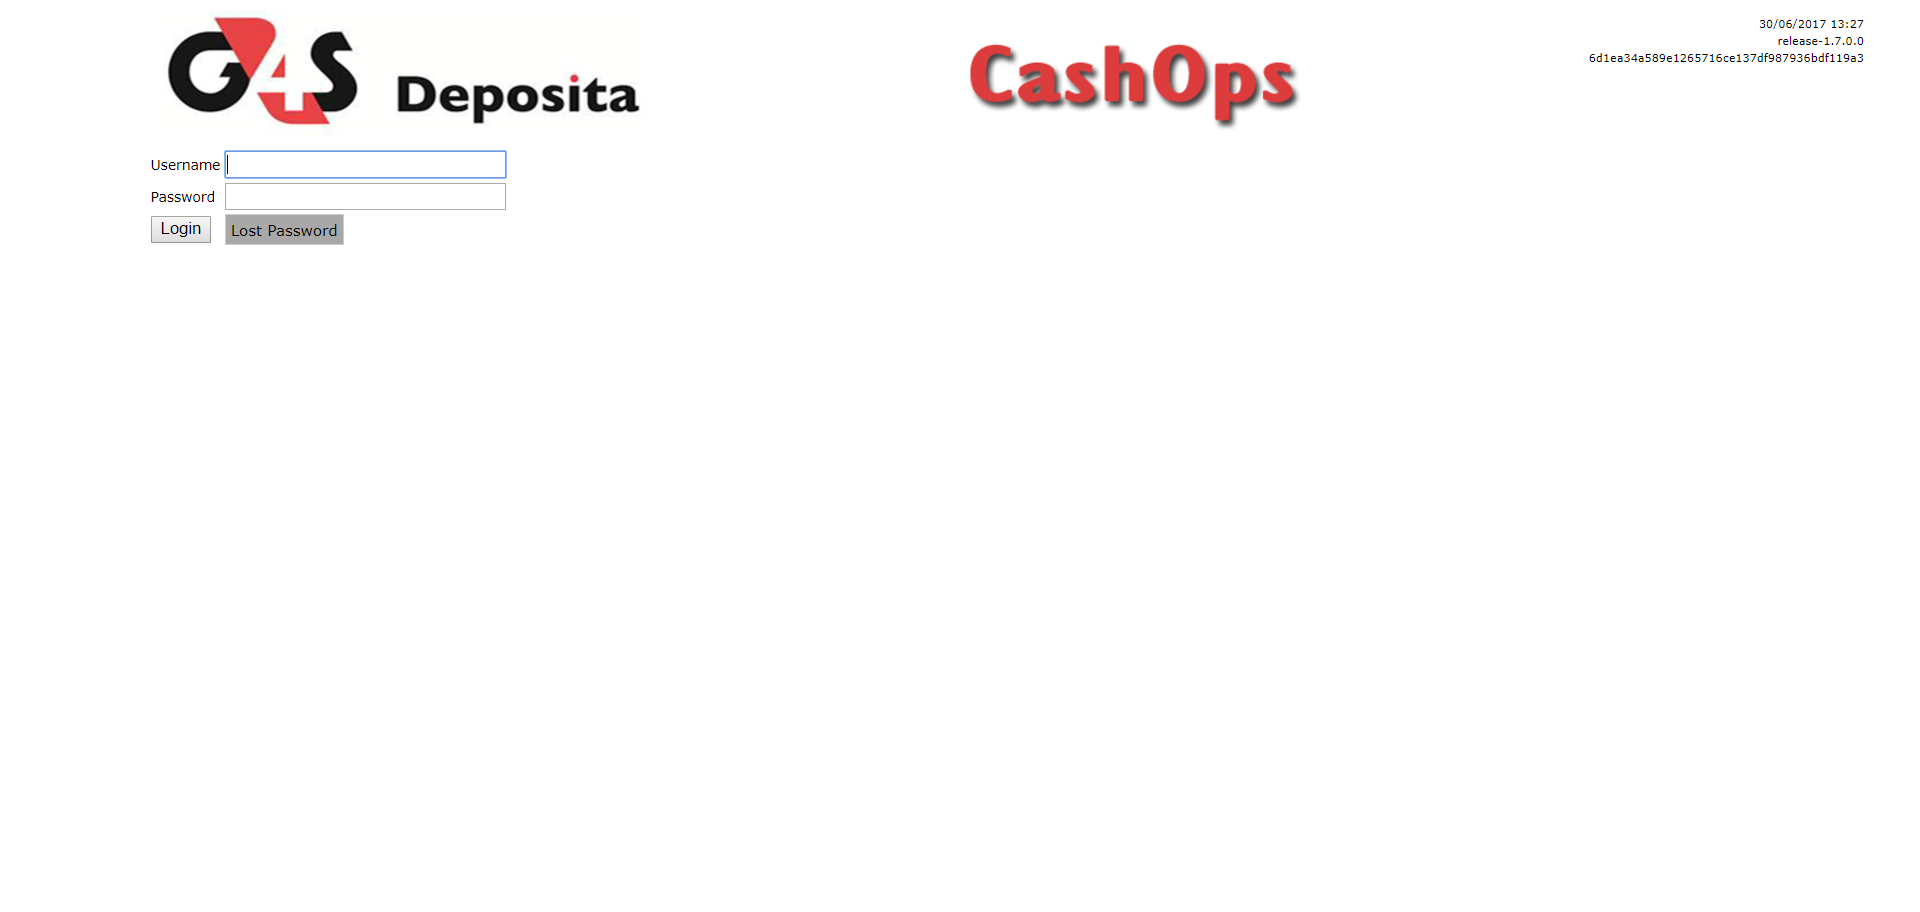 G4S Deposita
CashOps
30/06/2017 13:27
release-1.7.0.0
6d1ea34a589e1265716ce137df987936bdf119a3
Username
Password
Login
Lost Password